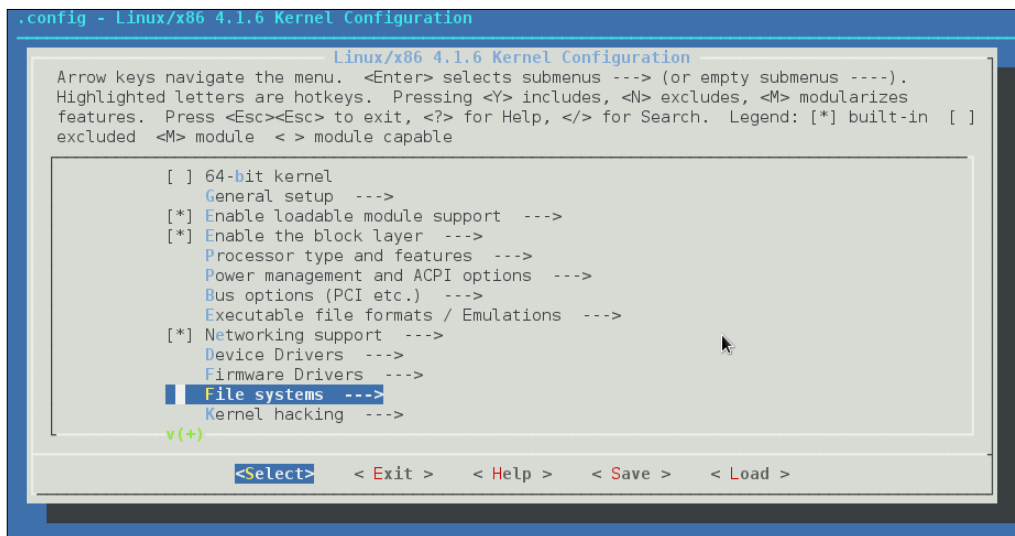 .config - Linux/x86 4.1.6 Kernel Configuration
Linux/x86 4.1.6 Kernel Configuration
Arrow keys navigate the menu.  <Enter> selects submenus ---> (or empty submenus ----).
Highlighted letters are hotkeys.  Pressing <Y> includes, <N> excludes, <M> modularizes
features.  Press <Esc><Esc> to exit, <?> for Help, </> for Search.  Legend: [*] built-in  [ ]
excluded  <M> module  < > module capable
[ ] 64-bit kernel
General setup  --->
[*] Enable loadable module support  --->
[*] Enable the block layer  --->
Processor type and features  --->
Power management and ACPI options  --->
Bus options (PCI etc.)  --->
Executable file formats / Emulations  --->
[*] Networking support  --->
Device Drivers  --->
Firmware Drivers  --->
File systems  --->
Kernel hacking  --->
v(+)
<Select>    < Exit >    < Help >    < Save >    < Load >